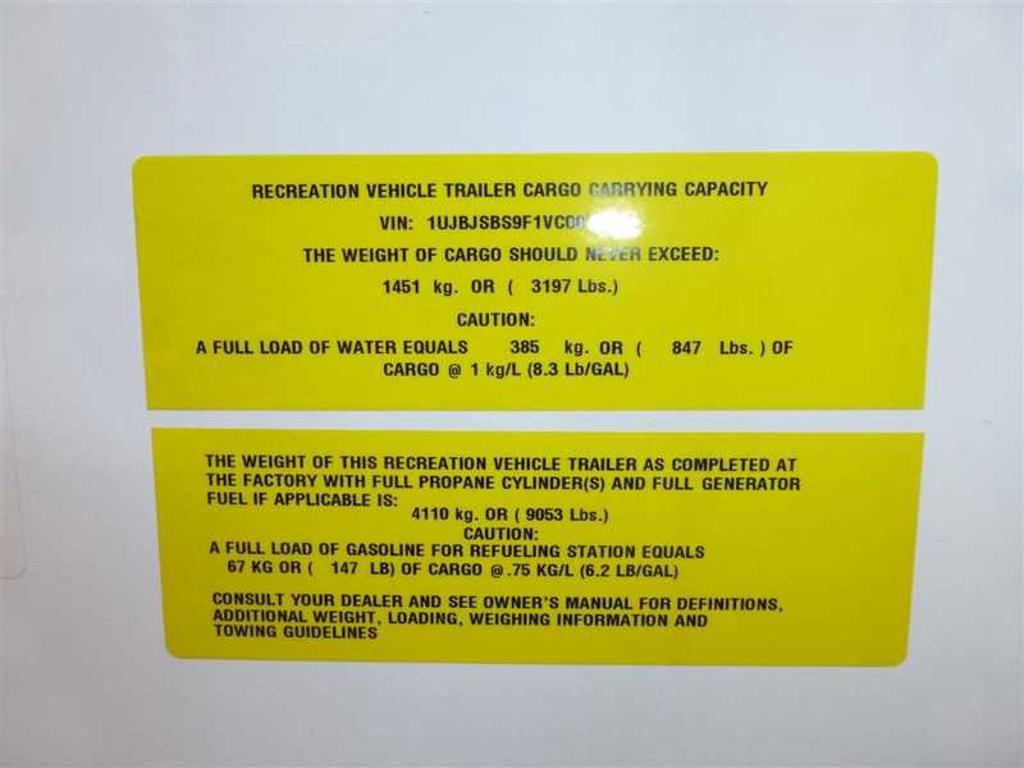 RECREATION VEHICLE TRAILER CARGO CARRYING CAPACITY
VIN: 1UJBJSBS9F1VC00
THE WEIGHT OF CARGO SHOULD NEVER EXCEED:
1451 kg. OR ( 3197 Lbs.)
CAUTION:
A FULL LOAD OF WATER EQUALS 385 kg. OR ( 847 Lbs. ) OF
CARGO @ 1 kg/L (8.3 Lb/GAL)
THE WEIGHT OF THIS RECREATION VEHICLE TRAILER AS COMPLETED AT
THE FACTORY WITH FULL PROPANE CYLINDER(S) AND FULL GENERATOR
FUEL IF APPLICABLE IS:
4110 kg. OR ( 9053 Lbs.)
CAUTION:
A FULL LOAD OF GASOLINE FOR REFUELING STATION EQUALS
67 KG OR ( 147 LB) OF CARGO @ .75 KG/L (6.2 LB/GAL)
CONSULT YOUR DEALER AND SEE OWNER'S MANUAL FOR DEFINITIONS,
ADDITIONAL WEIGHT, LOADING, WEIGHING INFORMATION AND
TOWING GUIDELINES